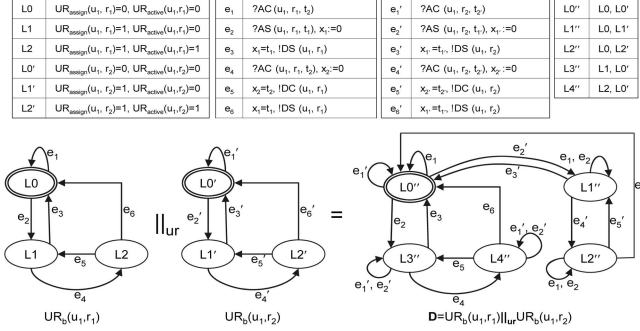 L0 URassign(u1, r1)=0, URactive(u1,r1)=0 e1 ?AC (u1, r1, t2) e1′ ?AC (u1, r2, t2′) L0′′ L0, L0′
L1 URassign(u1, r1)=1, URactive(u1,r1)=0 e2 ?AS (u1, r1, t1), x1:=0 e2′ ?AS (u1, r2, t1′), x1′:=0 L1′′ L0, L1′
L2 URassign(u1, r1)=1, URactive(u1,r1)=1 e3 x1=t1, !DS (u1, r1) e3′ x1′=t1′, !DS (u1, r2) L2′′ L0, L2′
L0′ URassign(u1, r2)=0, URactive(u1,r2)=0 e4 ?AC (u1, r1, t2), x2:=0 e4′ ?AC (u1, r2, t2′), x2′:=0 L3′′ L1, L0′
L1′ URassign(u1, r2)=1, URactive(u1,r2)=0 e5 x2=t2, !DC (u1, r1) e5′ x2′=t2′, !DC (u1, r2) L4′′ L2, L0′
L2′ URassign(u1, r2)=1, URactive(u1,r2)=1 e6 x1=t1, !DS (u1, r1) e6′ x1′=t1′, !DS (u1, r2)
e1
L0
e2
e3
e6
L1
e5
L2
e4
URb(u1,r1)
||ur
e1′
L0′
e2′
e3′
e6′
L1′
e5′
L2′
e4′
URb(u1,r2)
=
e1′
e1
L0′′
e2′
e3′
e1, e2
L1′′
e
e2
e3
e6
e4′
e5′
e1′, e2′
L3′′
e5
L4′′
L2′′
e1′, e2′
e4
e1, e2
D=URb(u1,r1)||urURb(u1,r2)